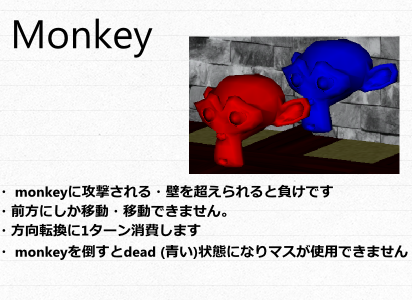 Monkey
・ monkeyに攻撃される・壁を超えられると負けです
・前方にしか移動・移動できません。
・方向転換に1ターン消費します
・ monkeyを倒すとdead (青い)状態になりマスが使用できません